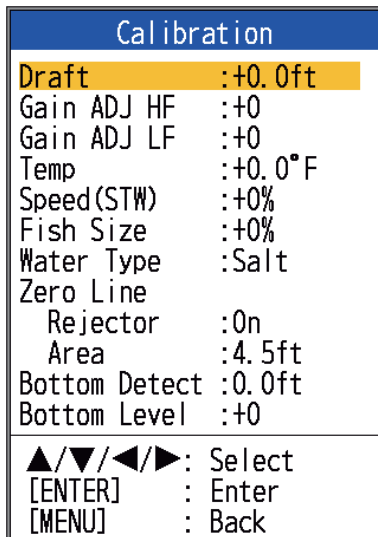 Calibration
Draft :+0.0ft
Gain ADJ HF :+0
Gain ADJ LF :+0
Temp :+0.0°F
Speed(STW) :+0%
Fish Size :+0%
Water Type :Salt
Zero Line
Rejector :On
Area :4.5ft
Bottom Detect :0.0ft
Bottom Level :+0
▲/▼/◀/▶: Select
[ENTER] : Enter
[MENU] : Back